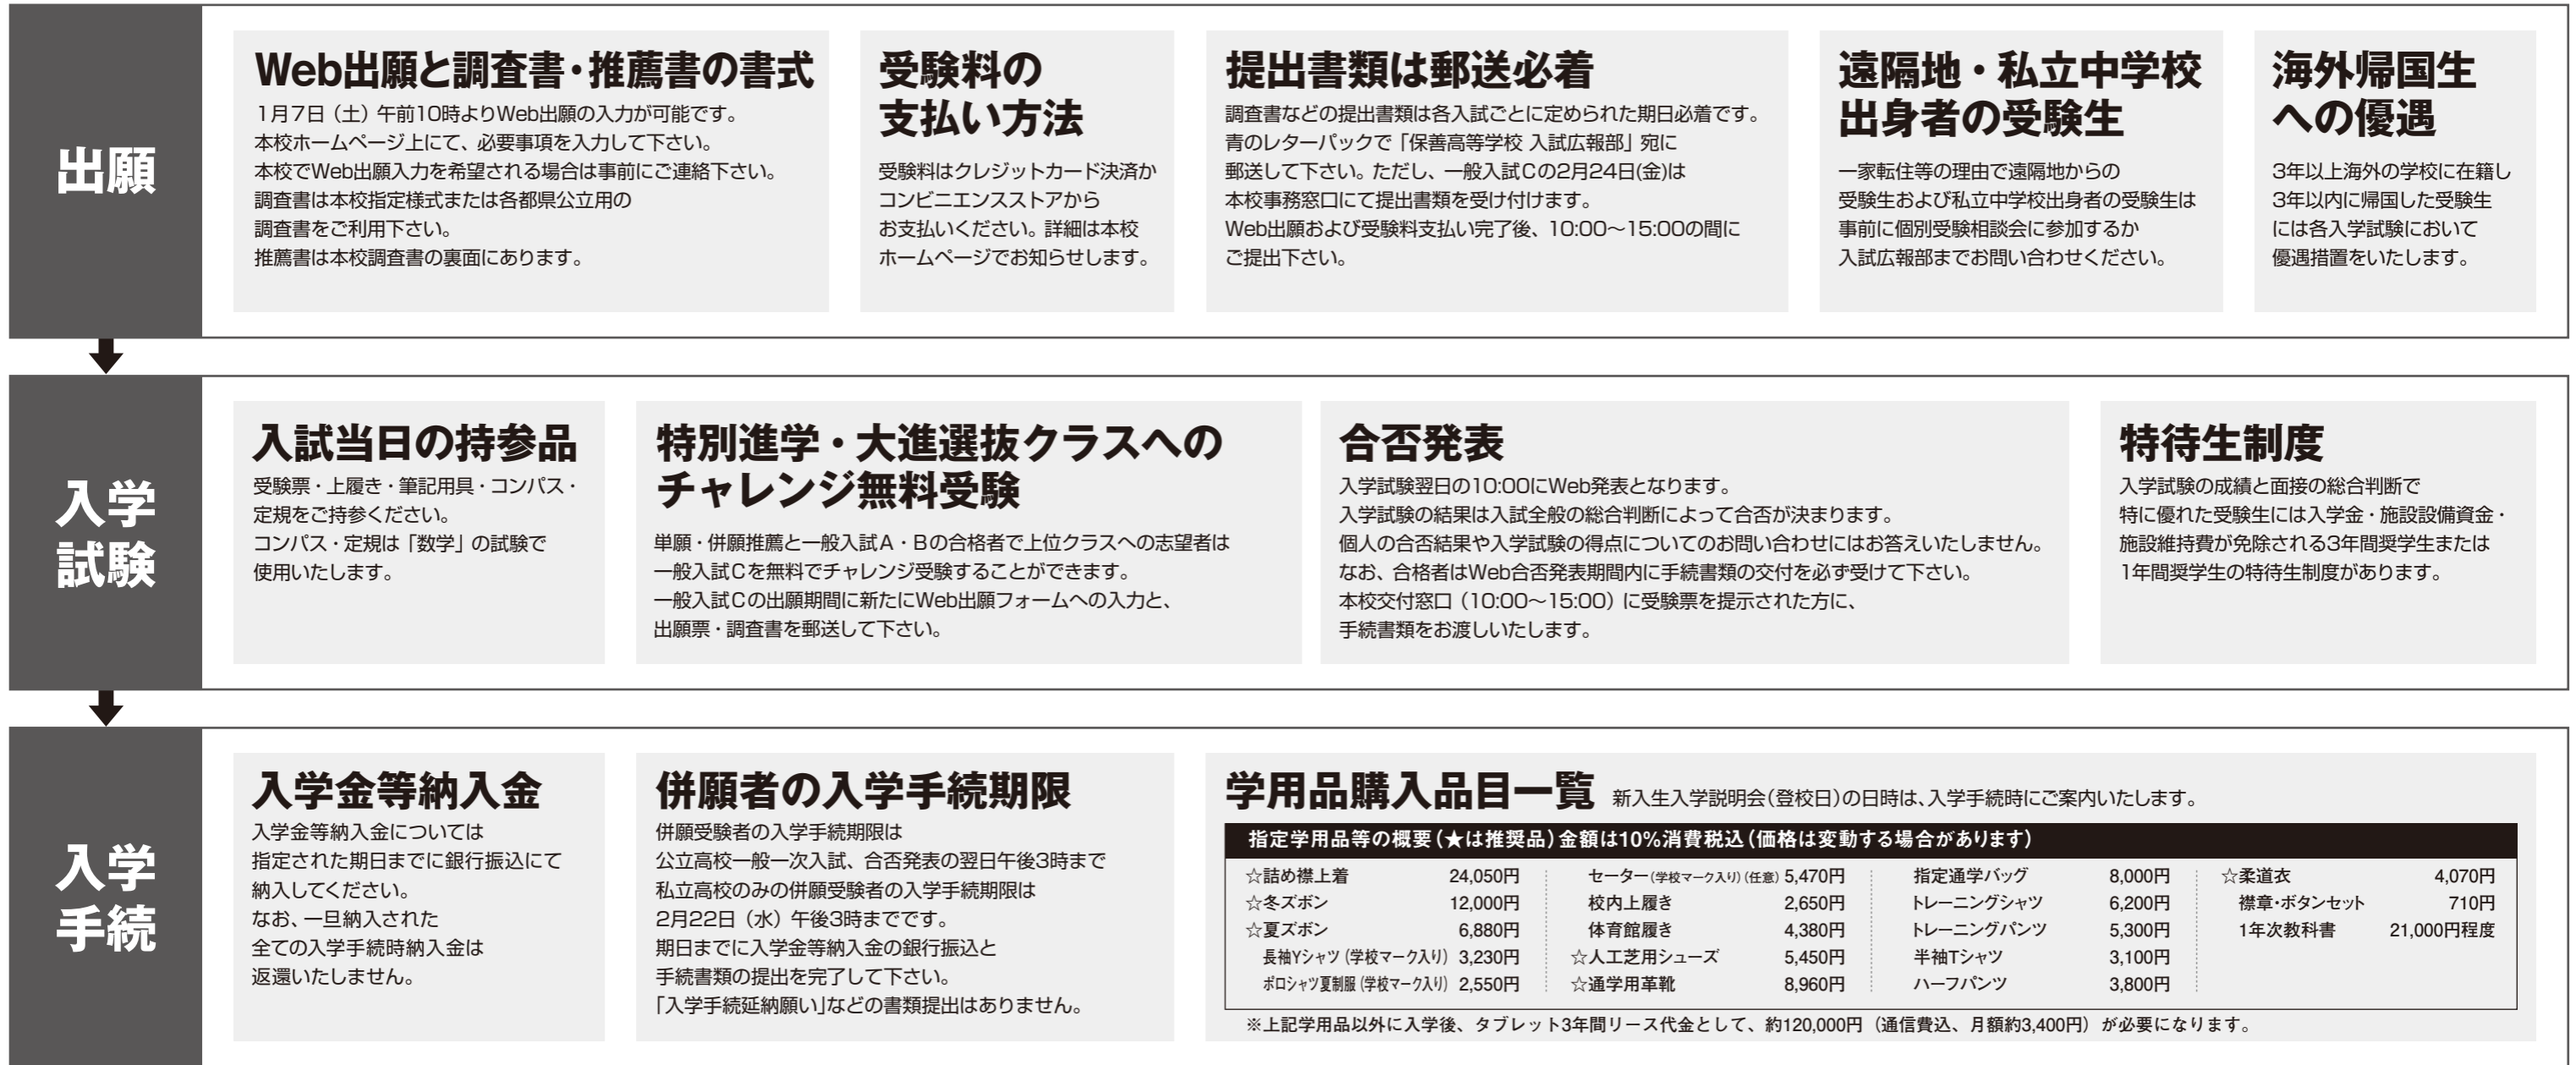 出願
Web出願と調査書・推薦書の書式
1月7日（土）午前10時よりWeb出願の入力が可能です。
本校ホームページ上にて、必要事項を入力して下さい。
本校でWeb出願入力を希望される場合は事前にご連絡下さい。
調査書は本校指定様式または各都県公立用の
調査書をご利用下さい。
推薦書は本校調査書の裏面にあります。
受験料の
支払い方法
受験料はクレジットカード決済か
コンビニエンスストアから
お支払いください。詳細は本校
ホームページでお知らせします。
提出書類は郵送必着
調査書などの提出書類は各入試ごとに定められた期日必着です。
青のレターパックで「保善高等学校 入試広報部」宛に
郵送して下さい。ただし、一般入試Cの2月24日(金)は
本校事務窓口にて提出書類を受け付けます。
Web出願および受験料支払い完了後、10:00〜15:00の間に
ご提出下さい。
遠隔地・私立中学校
出身者の受験生
一家転住等の理由で遠隔地からの
受験生および私立中学校出身者の受験生は
事前に個別受験相談会に参加するか
入試広報部までお問い合わせください。
海外帰国生
への優遇
3年以上海外の学校に在籍し
3年以内に帰国した受験生
には各入学試験において
優遇措置をいたします。
入学
試験
入試当日の持参品
受験票・上履き・筆記用具・コンパス・
定規をご持参ください。
コンパス・定規は「数学」の試験で
使用いたします。
特別進学・大進選抜クラスへの
チャレンジ無料受験
単願・併願推薦と一般入試A・Bの合格者で上位クラスへの志望者は
一般入試Cを無料でチャレンジ受験することができます。
一般入試Cの出願期間に新たにWeb出願フォームへの入力と、
出願票・調査書を郵送して下さい。
合否発表
入学試験翌日の10:00にWeb発表となります。
入学試験の結果は入試全般の総合判断によって合否が決まります。
個人の合否結果や入学試験の得点についてのお問い合わせにはお答えいたしません。
なお、合格者はWeb合否発表期間内に手続書類の交付を必ず受けて下さい。
本校交付窓口（10:00〜15:00）に受験票を提示された方に、
手続書類をお渡しいたします。
特待生制度
入学試験の成績と面接の総合判断で
特に優れた受験生には入学金・施設設備資金・
施設維持費が免除される3年間奨学生または
1年間奨学生の特待生制度があります。
入学
手続
入学金等納入金
入学金等納入金については
指定された期日までに銀行振込にて
納入してください。
なお、一旦納入された
全ての入学手続時納入金は
返還いたしません。
併願者の入学手続期限
併願受験者の入学手続期限は
公立高校一般一次入試、合否発表の翌日午後3時まで
私立高校のみの併願受験者の入学手続期限は
2月22日（水）午後3時までです。
期日までに入学金等納入金の銀行振込と
手続書類の提出を完了して下さい。
「入学手続延納願い」などの書類提出はありません。
学用品購入品目一覧 新入生入学説明会（登校日）の日時は、入学手続時にご案内いたします。
指定学用品等の概要（★は推奨品）金額は10%消費税込（価格は変動する場合があります）
☆詰め襟上着 24,050円
☆冬ズボン 12,000円
☆夏ズボン 6,880円
長袖Yシャツ（学校マーク入り） 3,230円
ポロシャツ夏制服（学校マーク入り） 2,550円
セーター（学校マーク入り）（任意） 5,470円
校内上履き 2,650円
体育館履き 4,380円
☆人工芝用シューズ 5,450円
☆通学用革靴 8,960円
指定通学バッグ 8,000円
トレーニングシャツ 6,200円
トレーニングパンツ 5,300円
半袖Tシャツ 3,100円
ハーフパンツ 3,800円
☆柔道衣 4,070円
襟章・ボタンセット 710円
1年次教科書 21,000円程度
※上記学用品以外に入学後、タブレット3年間リース代金として、約120,000円（通信費込、月額約3,400円）が必要になります。